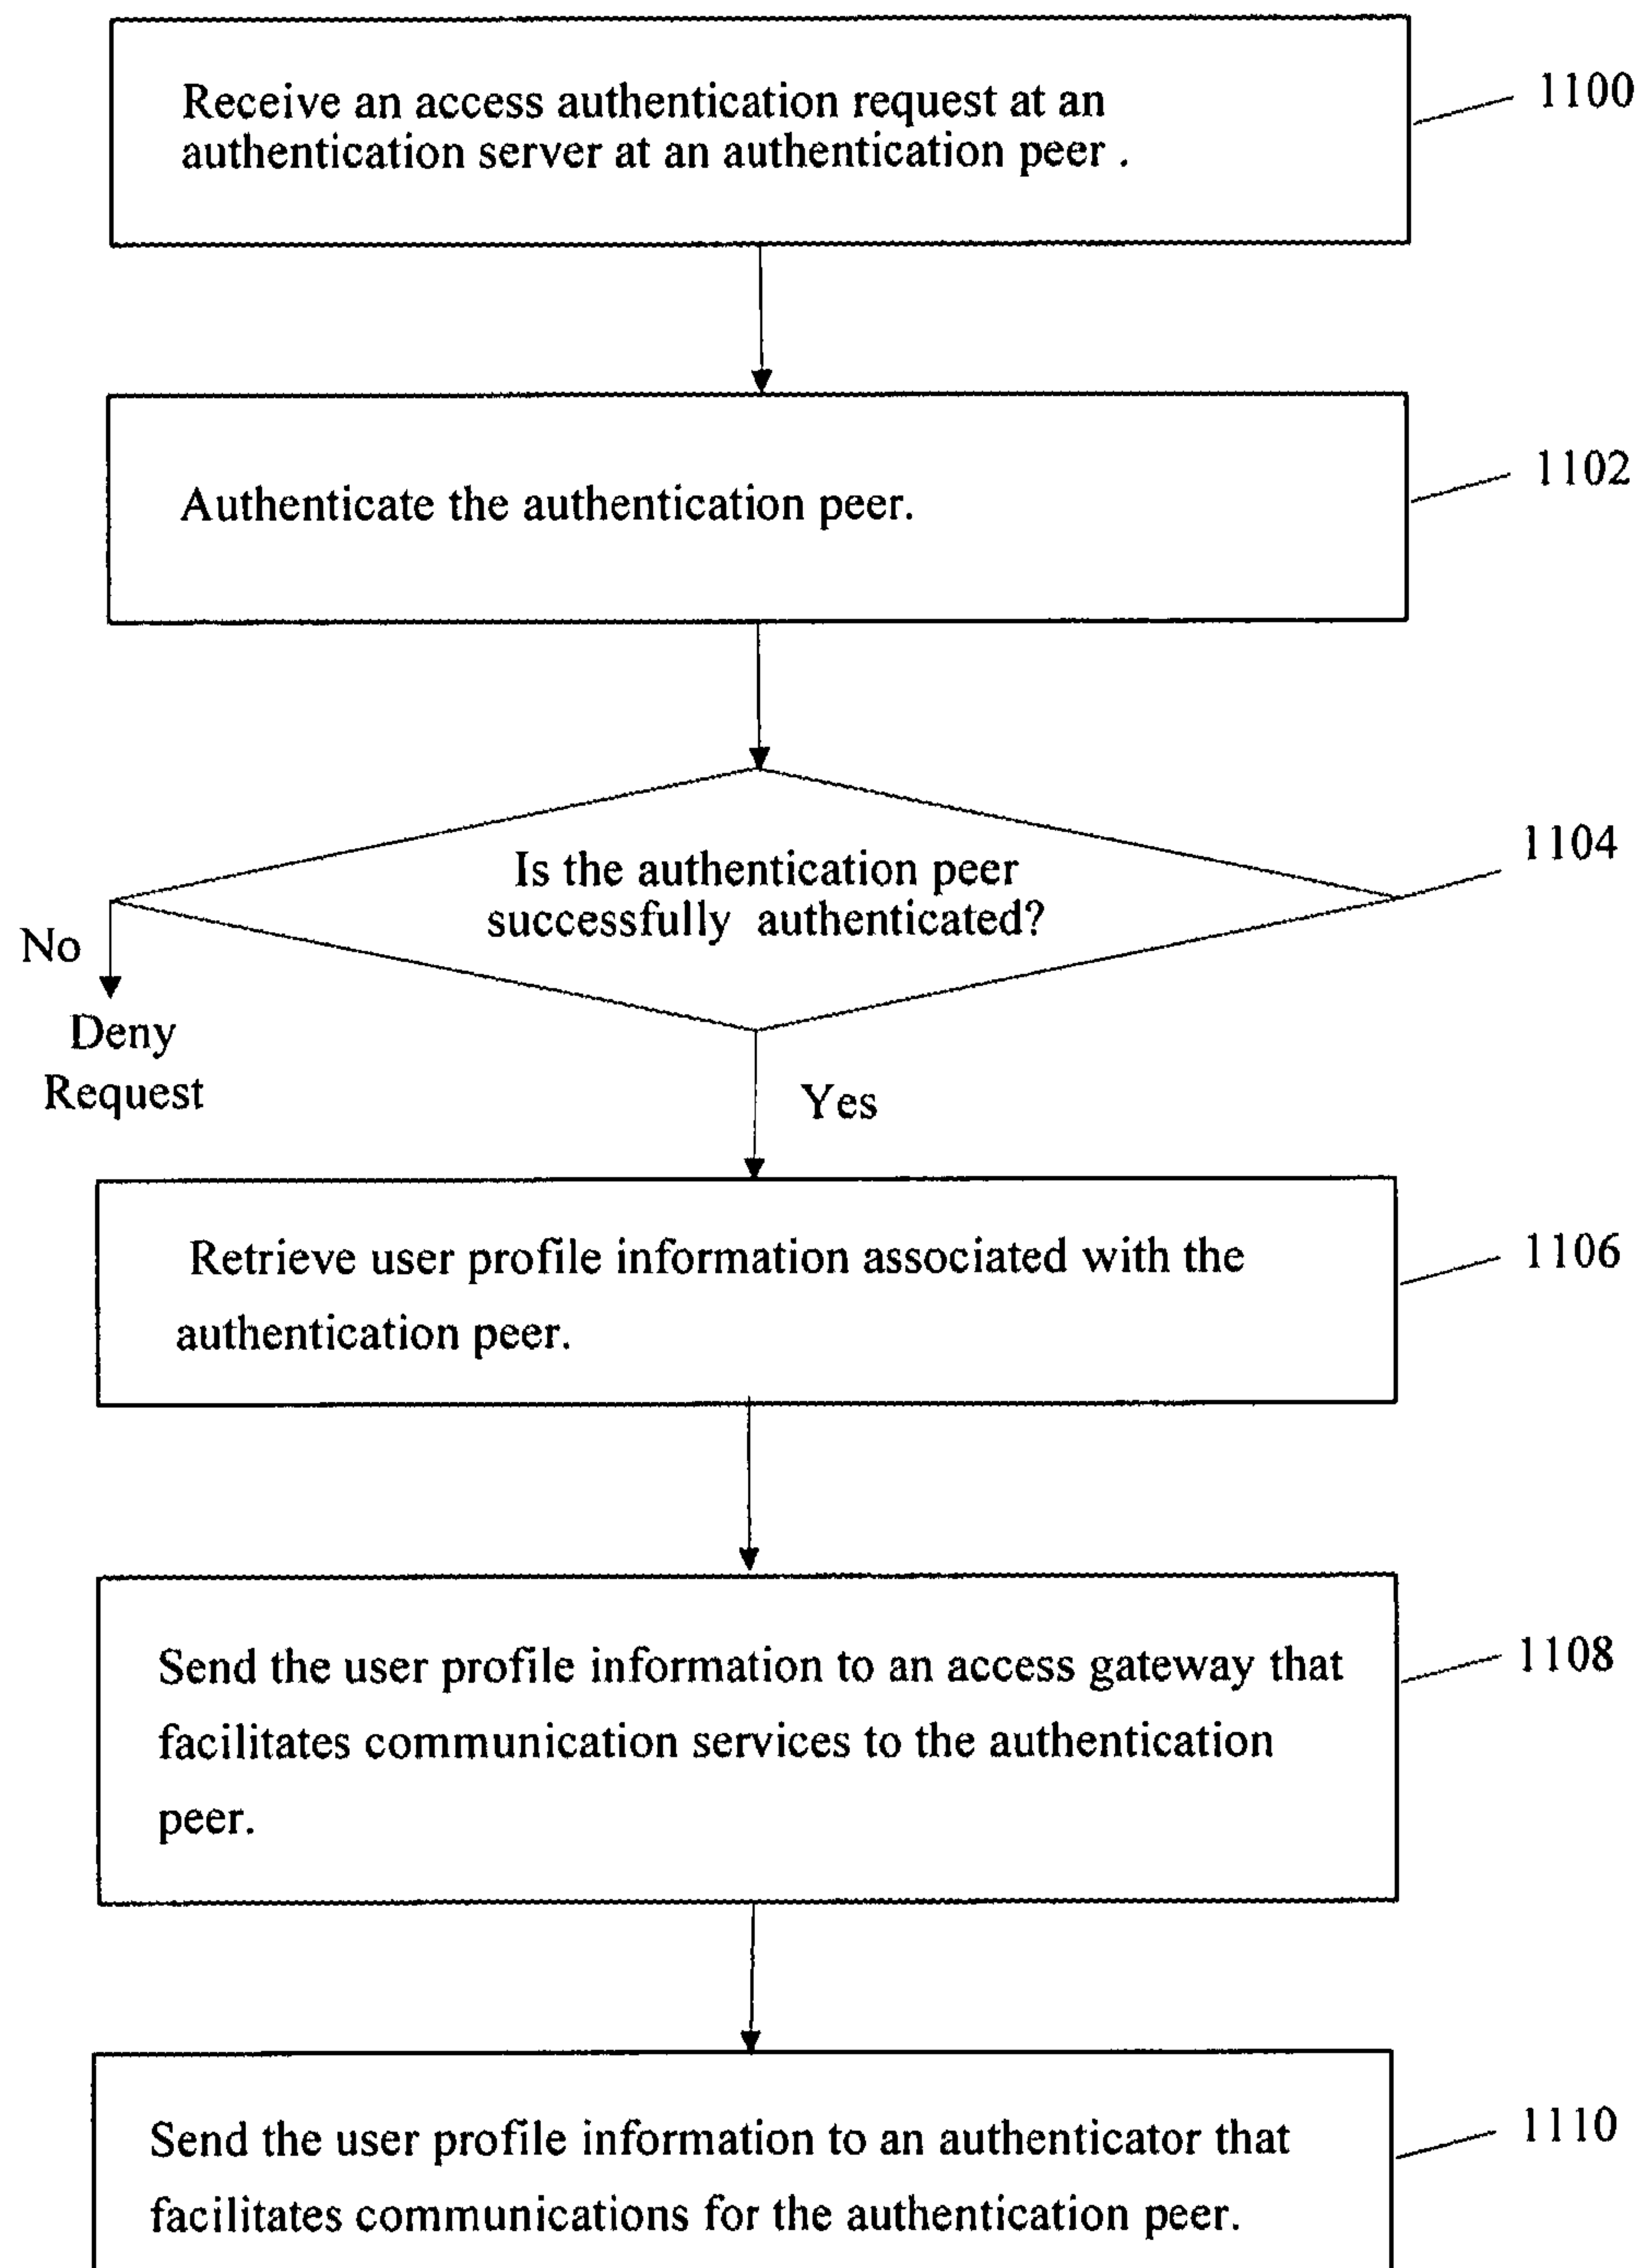 Receive an access authentication request at an
authentication server at an authentication peer .
1100
Authenticate the authentication peer.
1102
Is the authentication peer
successfully authenticated?
1104
No
Deny
Request
Yes
Retrieve user profile information associated with the
authentication peer.
1106
Send the user profile information to an access gateway that
facilitates communication services to the authentication
peer.
1108
Send the user profile information to an authenticator that
facilitates communications for the authentication peer.
1110